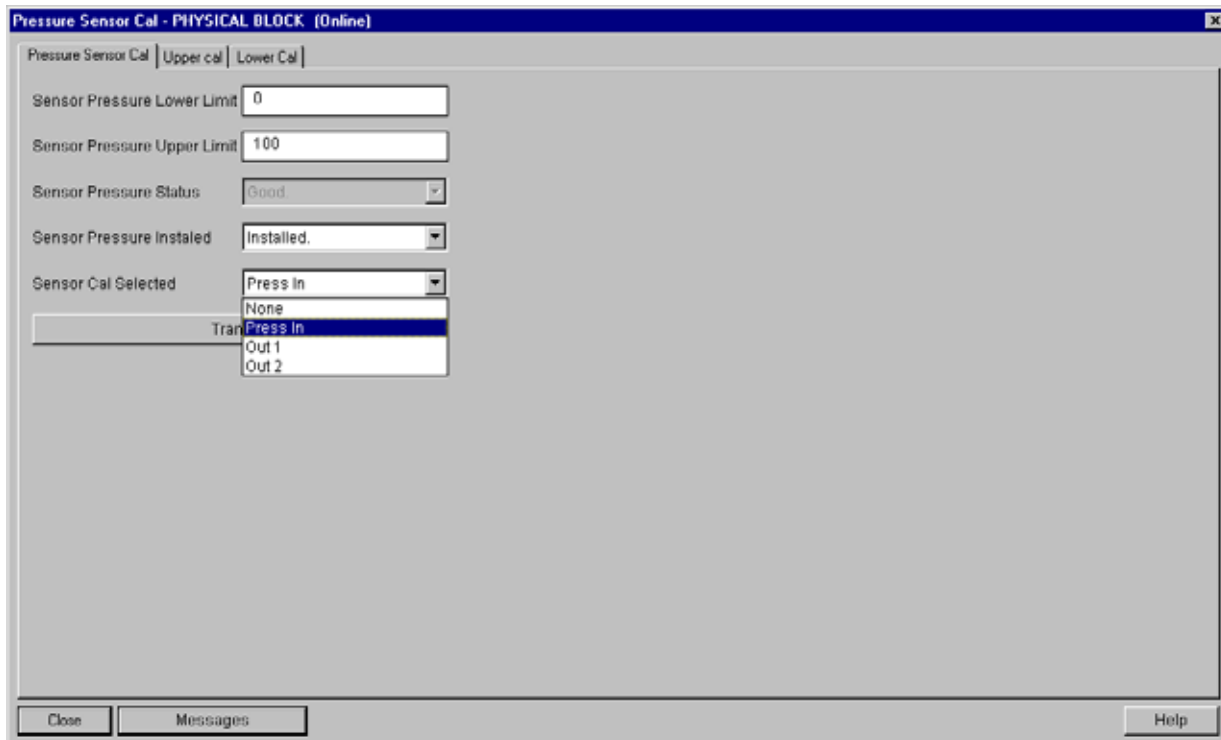 Pressure Sensor Cal - PHYSICAL BLOCK (Online)
Pressure Sensor Cal Upper cal Lower Cal
Sensor Pressure Lower Limit 0
Sensor Pressure Upper Limit 100
Sensor Pressure Status Good.
Sensor Pressure Instaled Installed.
Sensor Cal Selected Press In
None
Tran Press In
Out 1
Out 2
Close Messages Help